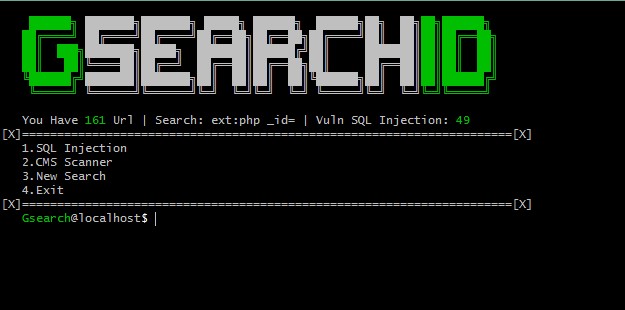 GSEARCHID
You Have 161 Url | Search: ext:php _id= | Vuln SQL Injection: 49
[X]======================================================================[X]
1.SQL Injection
2.CMS Scanner
3.New Search
4.Exit
[X]======================================================================[X]
Gsearch@localhost$